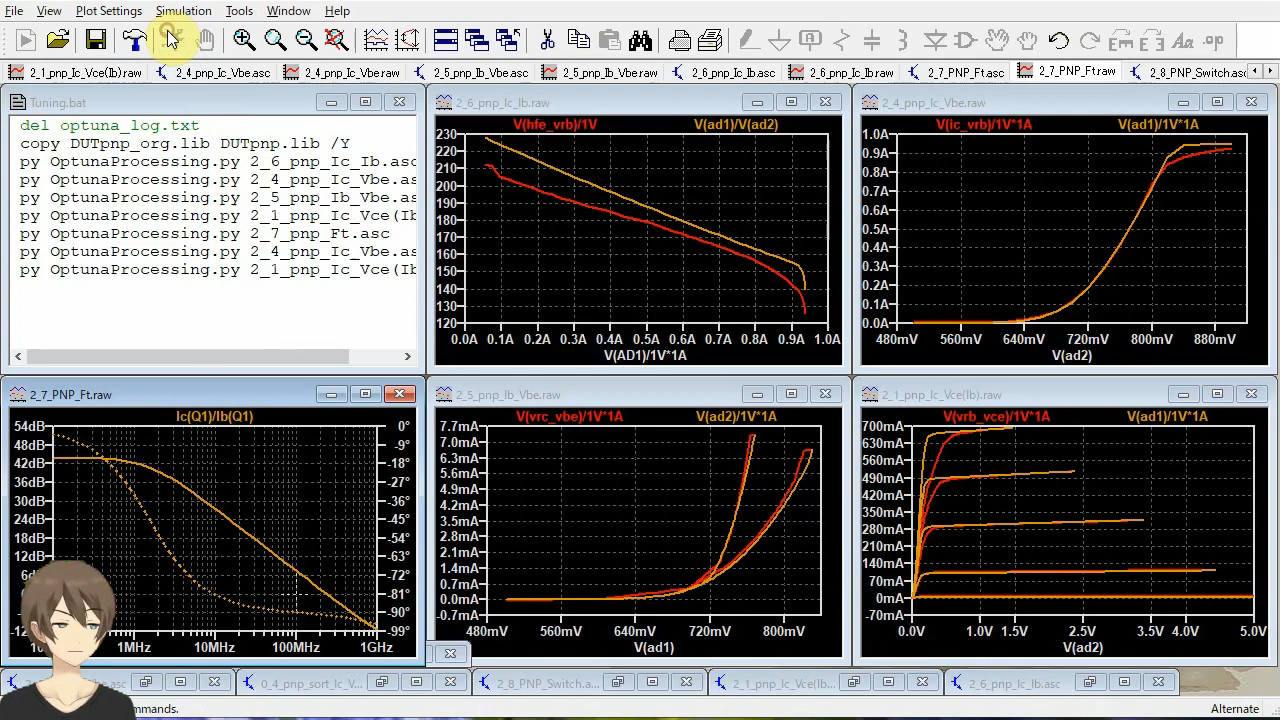 File View Plot Settings Simulation Tools Window Help
2_1_pnp_Ic_Vce(Ib).raw 2_4_pnp_Ic_Vbe.asc 2_4_pnp_Ic_Vbe.raw 2_5_pnp_Ib_Vbe.asc 2_5_pnp_Ib_Vbe.raw 2_6_pnp_Ic_Ib.asc 2_6_pnp_Ic_Ib.raw 2_7_PNP_Ft.asc 2_7_PNP_Ft.raw 2_8_PNP_Switch.asc
Tuning.bat
del optuna_log.txt
copy DUTpnp_org.lib DUTpnp.lib /Y
py OptunaProcessing.py 2_6_pnp_Ic_Ib.asc
py OptunaProcessing.py 2_4_pnp_Ic_Vbe.as
py OptunaProcessing.py 2_5_pnp_Ib_Vbe.as
py OptunaProcessing.py 2_1_pnp_Ic_Vce(Ib
py OptunaProcessing.py 2_7_pnp_Ft.asc
py OptunaProcessing.py 2_4_pnp_Ic_Vbe.as
py OptunaProcessing.py 2_1_pnp_Ic_Vce(Ib
2_6_pnp_Ic_Ib.raw
V(hfe_vrb)/1V V(ad1)/V(ad2)
230
220
210
200
190
180
170
160
150
140
130
120
0.0A 0.1A 0.2A 0.3A 0.4A 0.5A 0.6A 0.7A 0.8A 0.9A 1.0A
V(AD1)/1V*1A
2_4_pnp_Ic_Vbe.raw
V(ic_vrb)/1V*1A V(ad1)/1V*1A
1.0A
0.9A
0.8A
0.7A
0.6A
0.5A
0.4A
0.3A
0.2A
0.1A
0.0A
480mV 560mV 640mV 720mV 800mV 880mV
V(ad2)
2_7_PNP_Ft.raw
Ic(Q1)/Ib(Q1)
54dB 0°
48dB -9°
42dB -18°
36dB -27°
30dB -36°
24dB -45°
18dB -54°
12dB -63°
6d -72°
-81°
-90°
-12 -99°
10 1MHz 10MHz 100MHz 1GHz
2_5_pnp_Ib_Vbe.raw
V(vrc_vbe)/1V*1A V(ad2)/1V*1A
7.7mA
7.0mA
6.3mA
5.6mA
4.9mA
4.2mA
3.5mA
2.8mA
2.1mA
1.4mA
0.7mA
0.0mA
-0.7mA
480mV 560mV 640mV 720mV 800mV
V(ad1)
2_1_pnp_Ic_Vce(Ib).raw
V(vrb_vce)/1V*1A V(ad1)/1V*1A
700mA
630mA
560mA
490mA
420mA
350mA
280mA
210mA
140mA
70mA
0mA
-70mA
0.0V 1.0V 1.5V 2.5V 3.5V 4.0V 5.0V
V(ad2)
be.asc 0_4_pnp_sort_Ic_V... 2_8_PNP_Switch.a... 2_1_pnp_Ic_Vce(Ib... 2_6_pnp_Ic_Ib.asc
mmands. Alternate